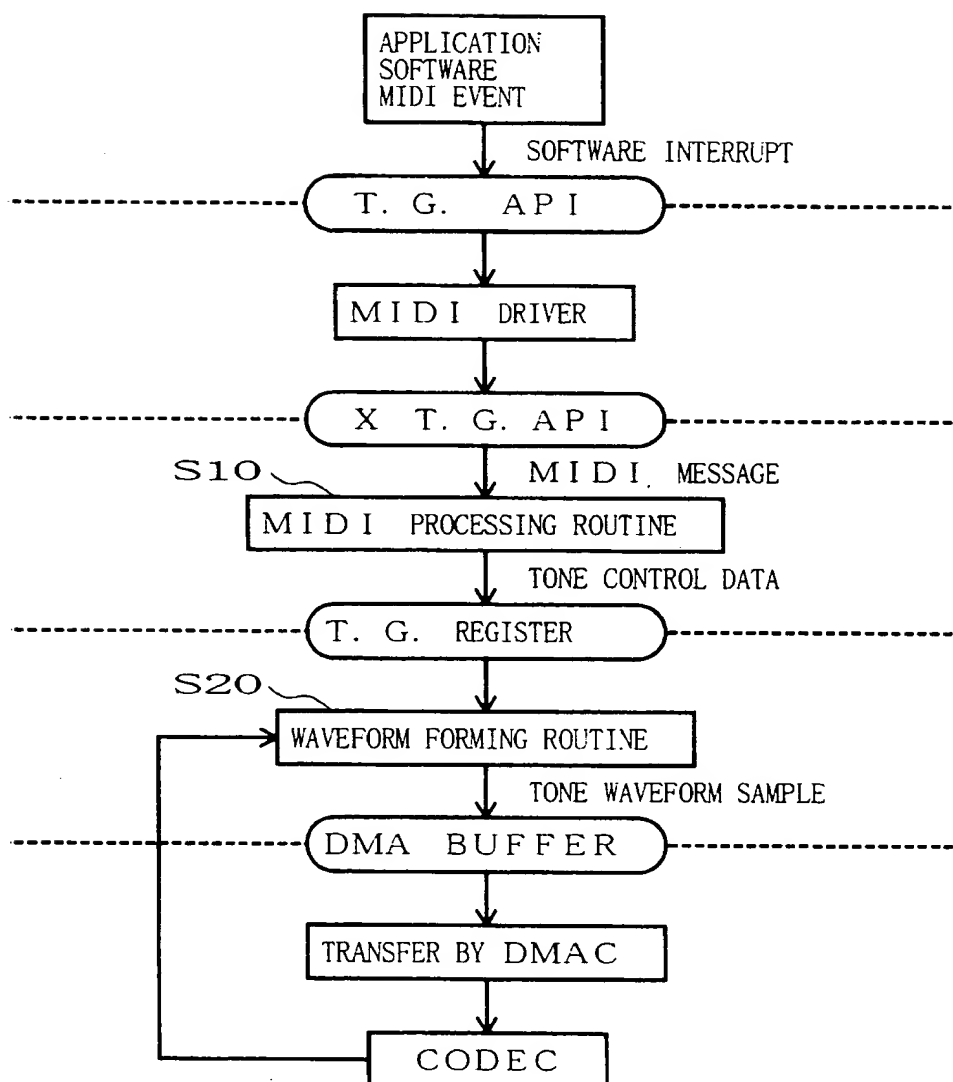 APPLICATION
SOFTWARE
MIDI EVENT
SOFTWARE INTERRUPT
T. G. API
MIDI DRIVER
X T. G. API
S10
MIDI. MESSAGE
MIDI PROCESSING ROUTINE
TONE CONTROL DATA
T. G. REGISTER
S20
WAVEFORM FORMING ROUTINE
TONE WAVEFORM SAMPLE
DMA BUFFER
TRANSFER BY DMAC
CODEC